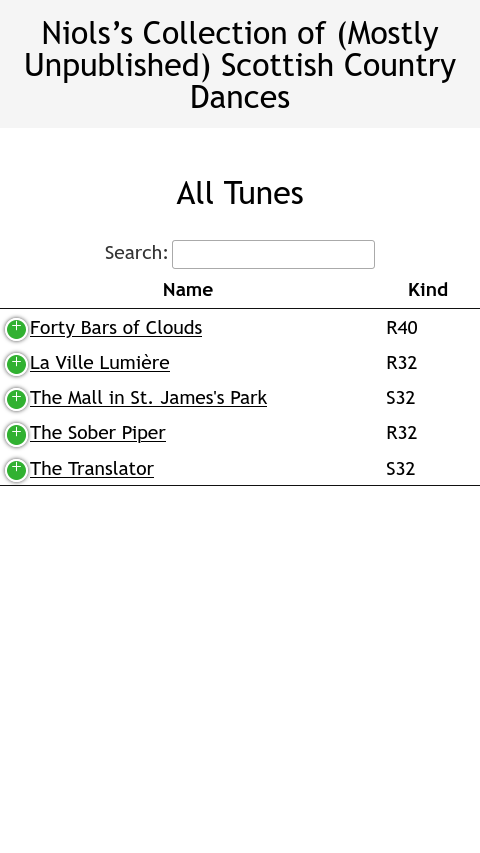 Niols’s Collection of (Mostly
Unpublished) Scottish Country
Dances
All Tunes
Search:
Name Kind
Forty Bars of Clouds R40
La Ville Lumière R32
The Mall in St. James's Park S32
The Sober Piper R32
The Translator S32